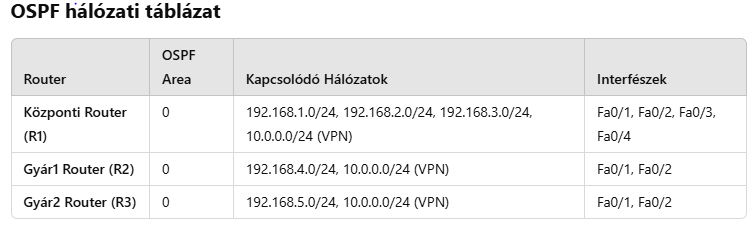 OSPF hálózati táblázat
OSPF
Router Area Kapcsolódó Hálózatok Interfészek
Központi Router 0 192.168.1.0/24, 192.168.2.0/24, 192.168.3.0/24, Fa0/1, Fa0/2, Fa0/3,
(R1) 10.0.0.0/24 (VPN) Fa0/4
Gyár1 Router (R2) 0 192.168.4.0/24, 10.0.0.0/24 (VPN) Fa0/1, Fa0/2
Gyár2 Router (R3) 0 192.168.5.0/24, 10.0.0.0/24 (VPN) Fa0/1, Fa0/2